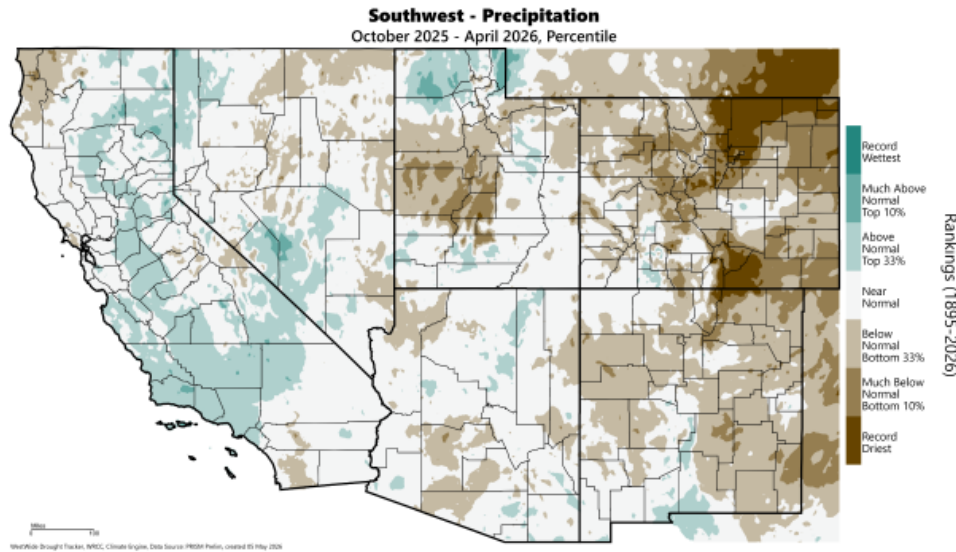 Southwest - Precipitation
October 2025 - April 2026, Percentile
Record
Wettest
Much Above
Normal
Top 10%
Above
Normal
Top 33%
Near
Normal
Below
Normal
Bottom 33%
Much Below
Normal
Bottom 10%
Record
Driest
Rankings (1895-2026)
Miles
0 100
WestWide Drought Tracker, WRCC, Climate Engine, Data Source: PRISM Prelim, created 05 May 2026